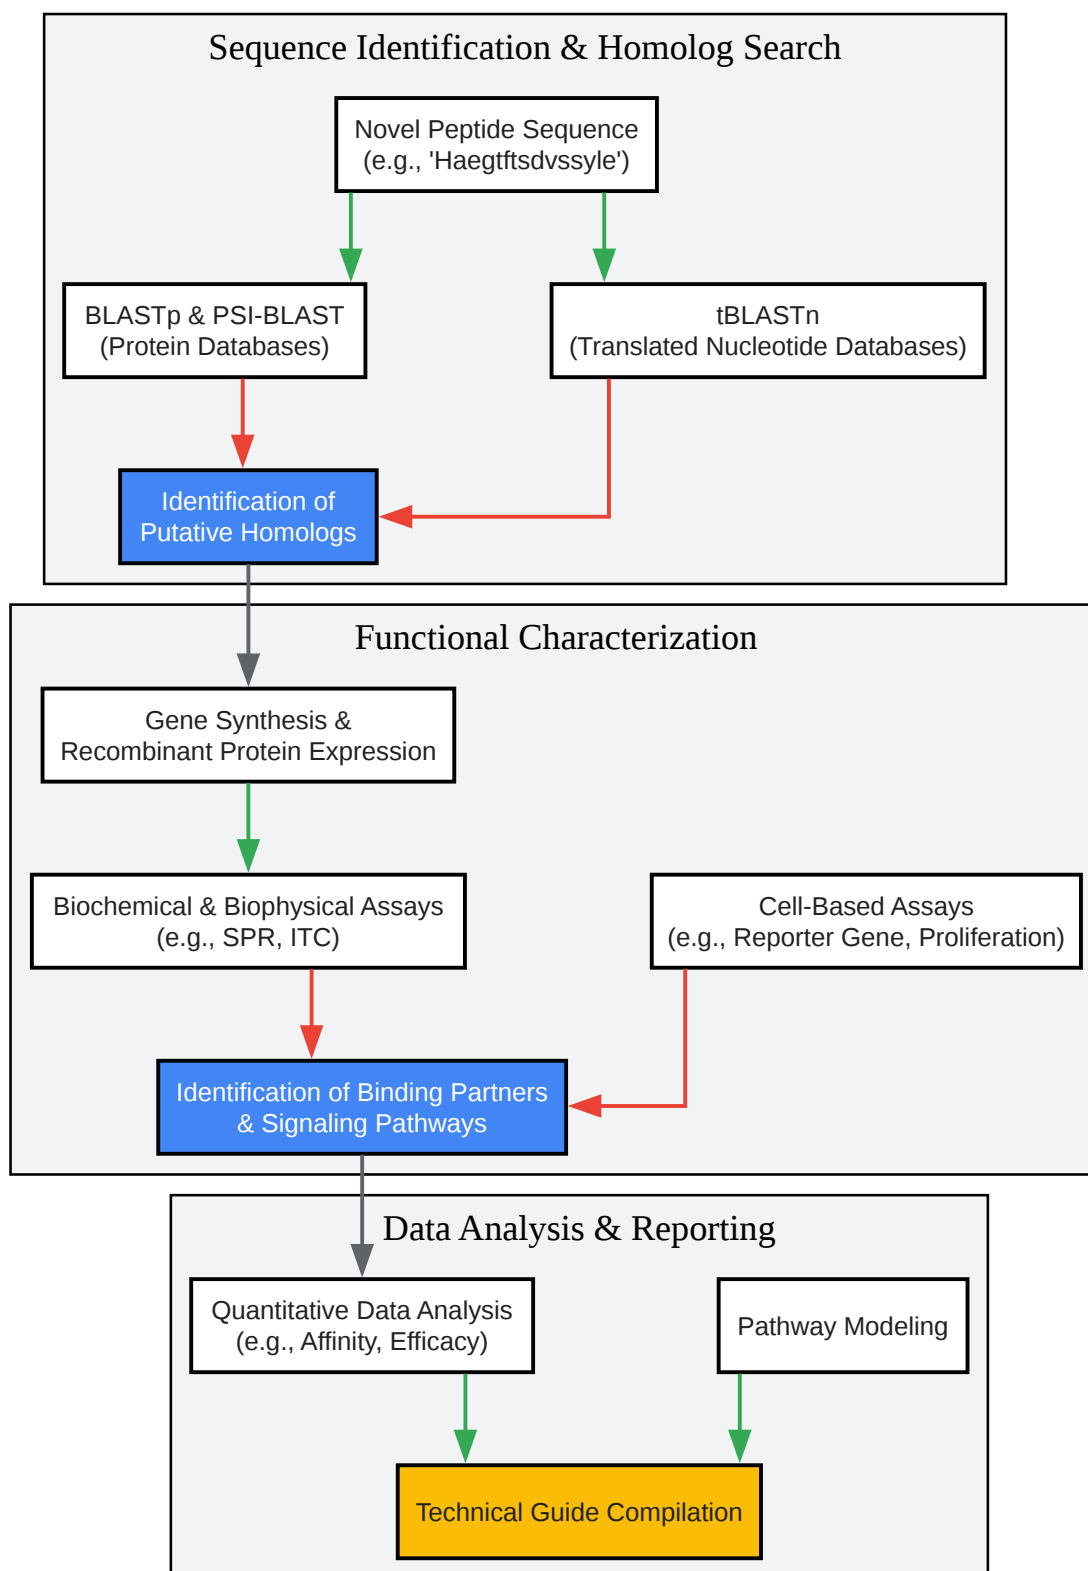 Sequence Identification & Homolog Search
Novel Peptide Sequence
(e.g., 'Haegtftsdvssyle')
BLASTp & PSI-BLAST
(Protein Databases)
tBLASTn
(Translated Nucleotide Databases)
Identification of
Putative Homologs
Functional Characterization
Gene Synthesis &
Recombinant Protein Expression
Biochemical & Biophysical Assays
(e.g., SPR, ITC)
Cell-Based Assays
(e.g., Reporter Gene, Proliferation)
Identification of Binding Partners
& Signaling Pathways
Data Analysis & Reporting
Quantitative Data Analysis
(e.g., Affinity, Efficacy)
Pathway Modeling
Technical Guide Compilation